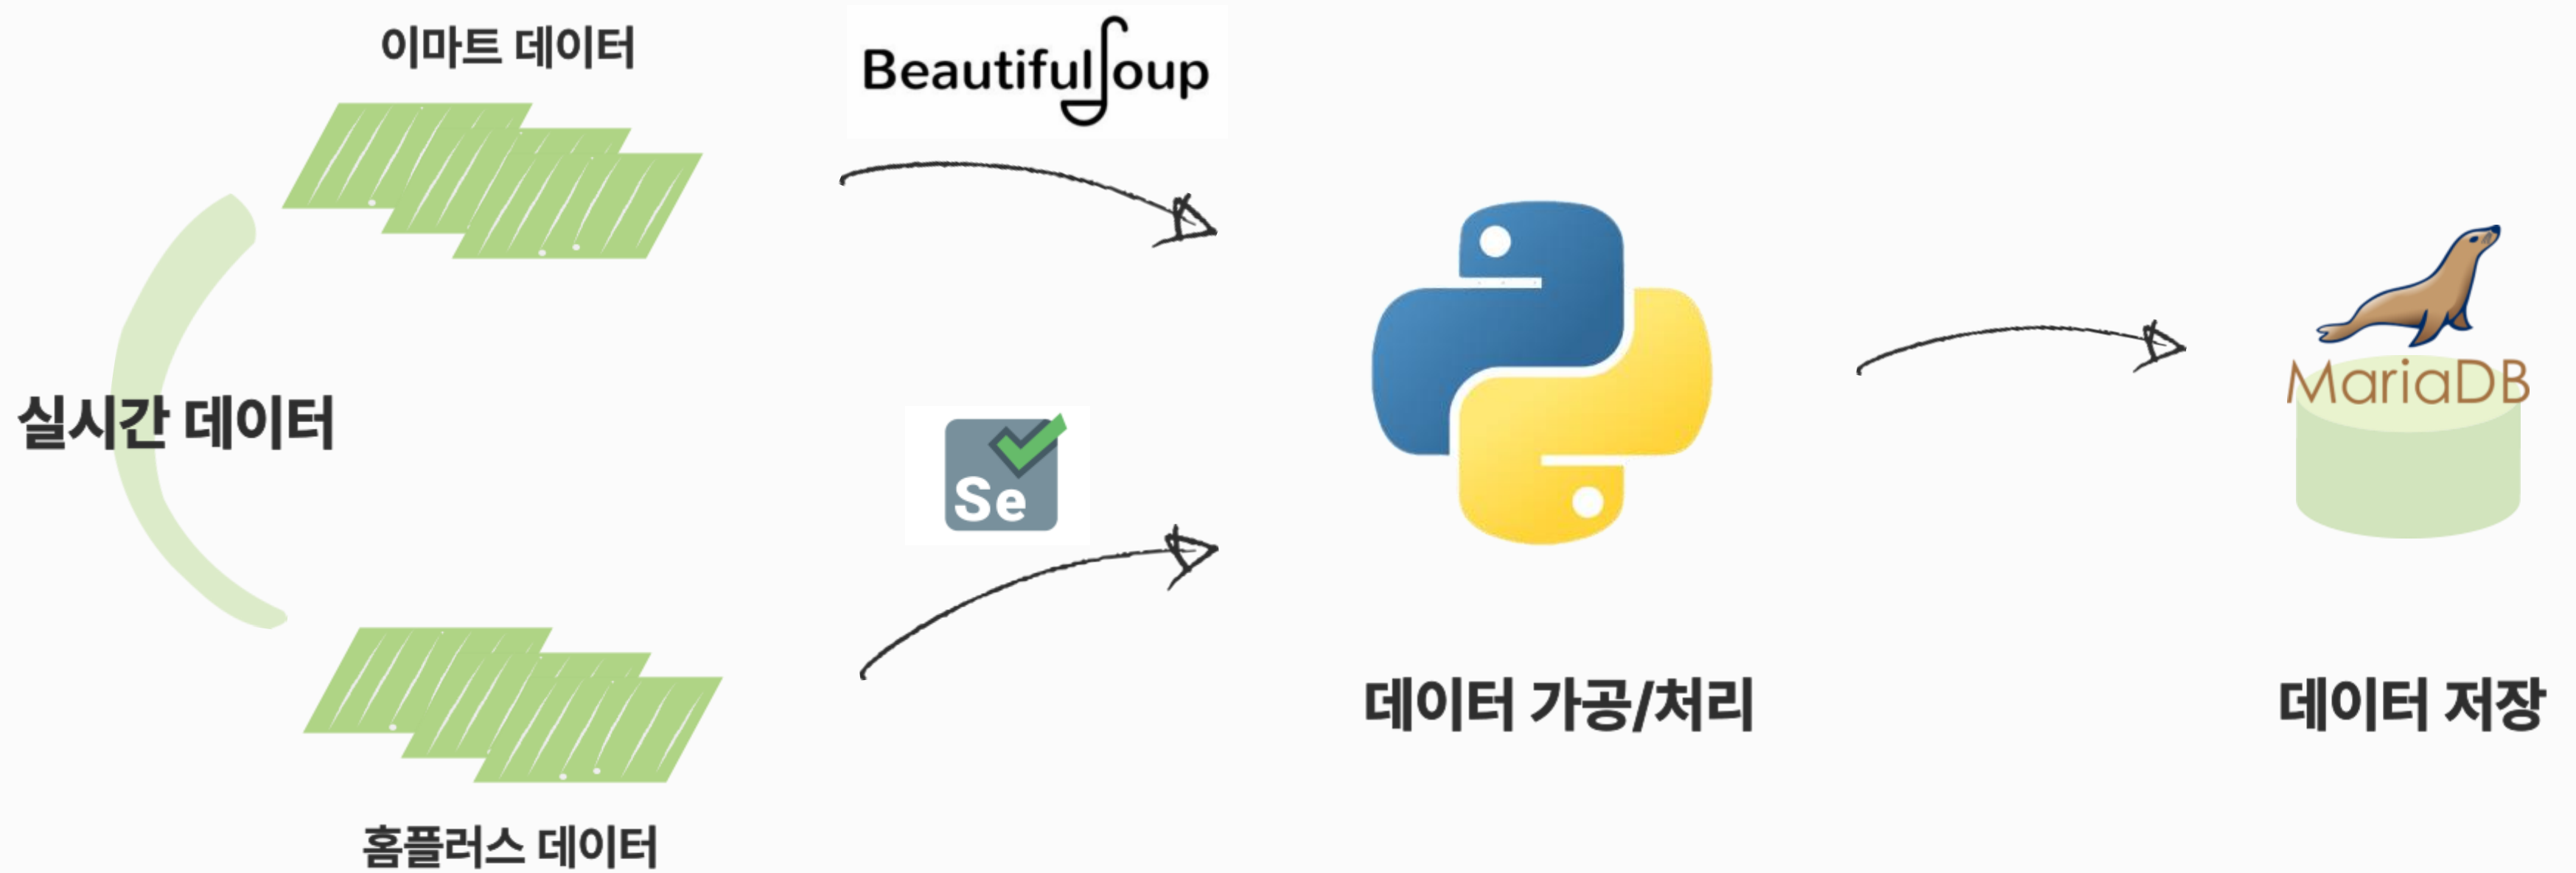 이마트 데이터
BeautifulSoup
실시간 데이터
Se
MariaDB
데이터 가공/처리
데이터 저장
홈플러스 데이터